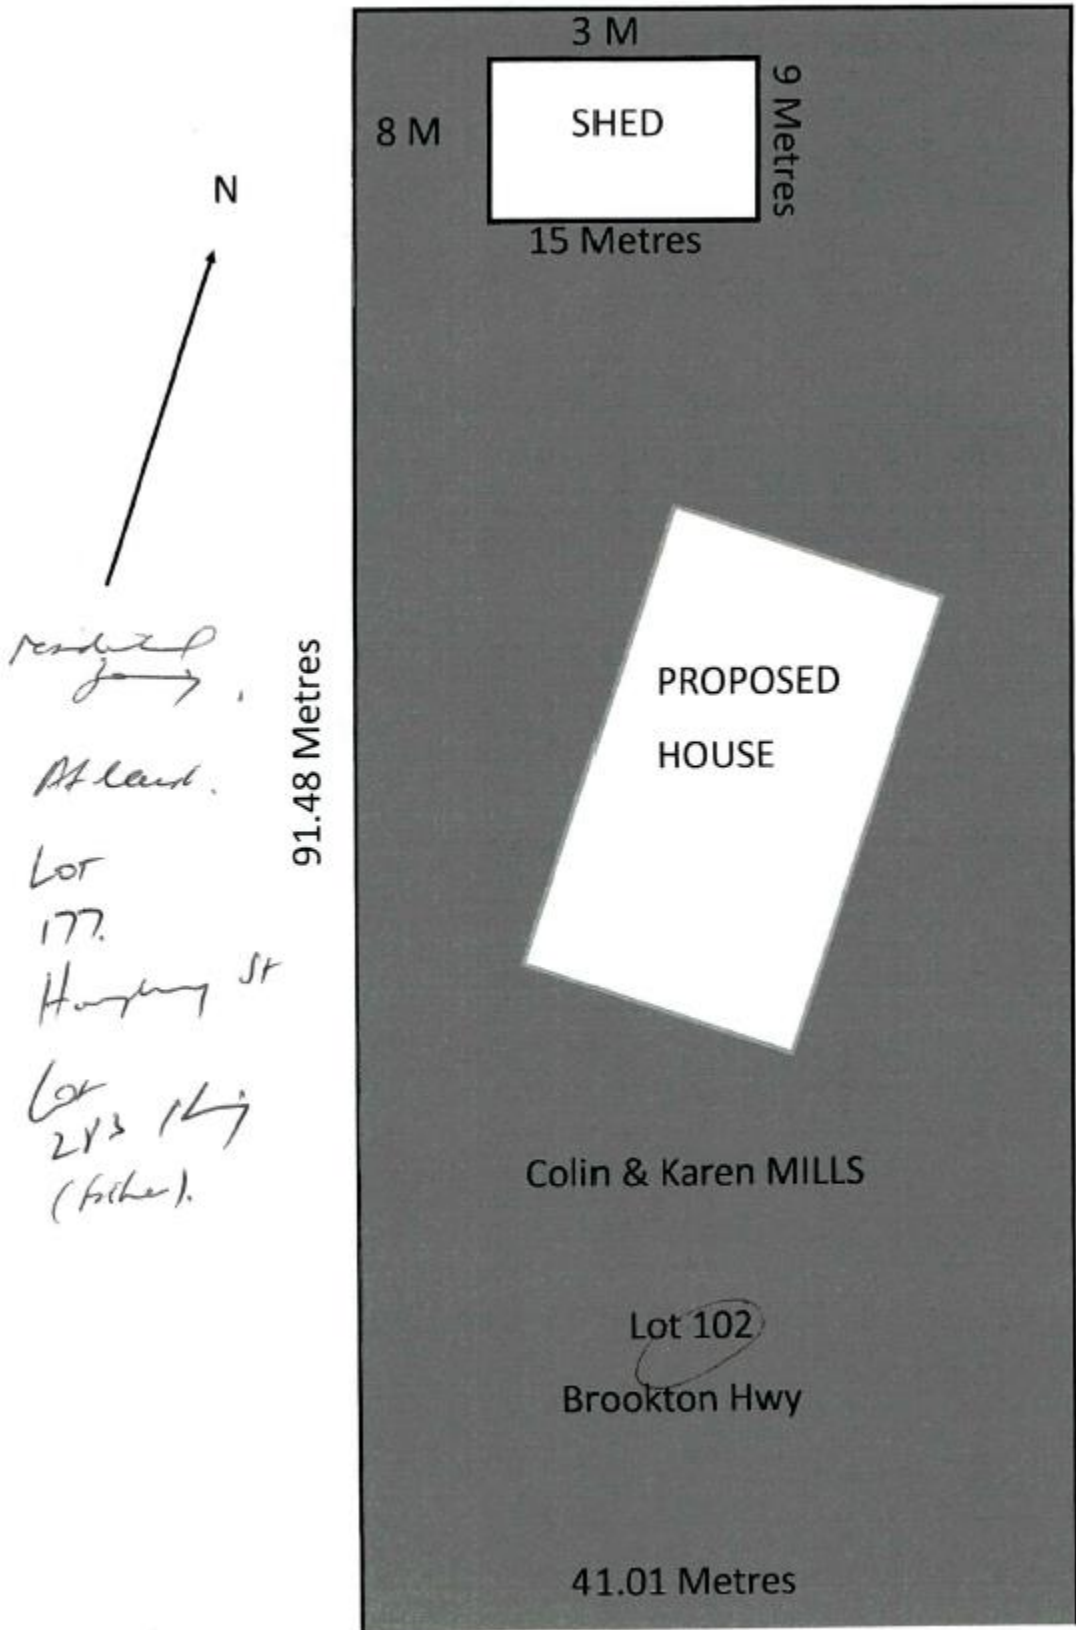 3 M
8 M
SHED
9 Metres
15 Metres
N
91.48 Metres
PROPOSED
HOUSE
Lot
177.
St
Lot
Colin & Karen MILLS
Lot 102
Brookton Hwy
41.01 Metres